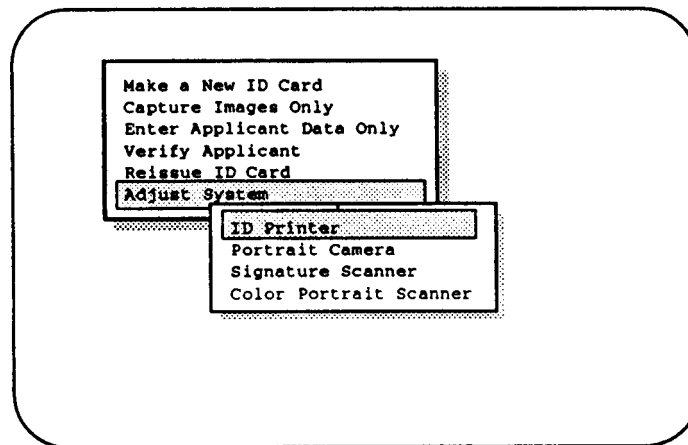 Make a New ID Card
Capture Images Only
Enter Applicant Data Only
Verify Applicant
Reissue ID Card
Adjust System
ID Printer
Portrait Camera
Signature Scanner
Color Portrait Scanner